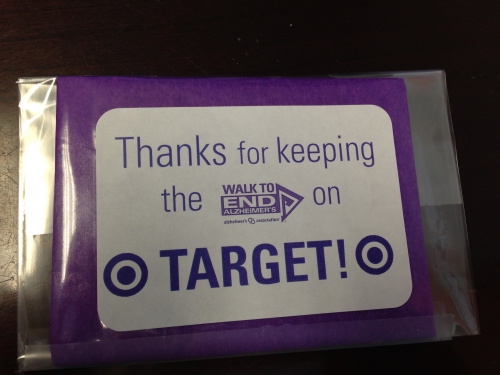 Thanks for keeping
the WALK TO END ALZHEIMER'S alzheimer's association on
TARGET!